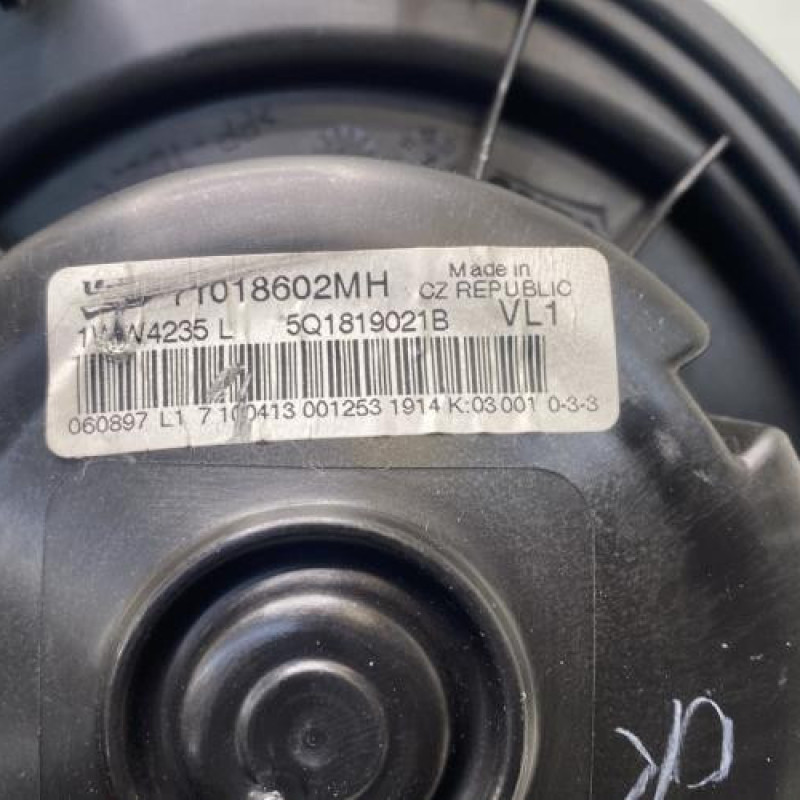 T1018602MH
Made in
CZ REPUBLIC
5Q1819021B VL1
060897 L1 7 100413 001253 1914 K:03 001 0-3-3
OK